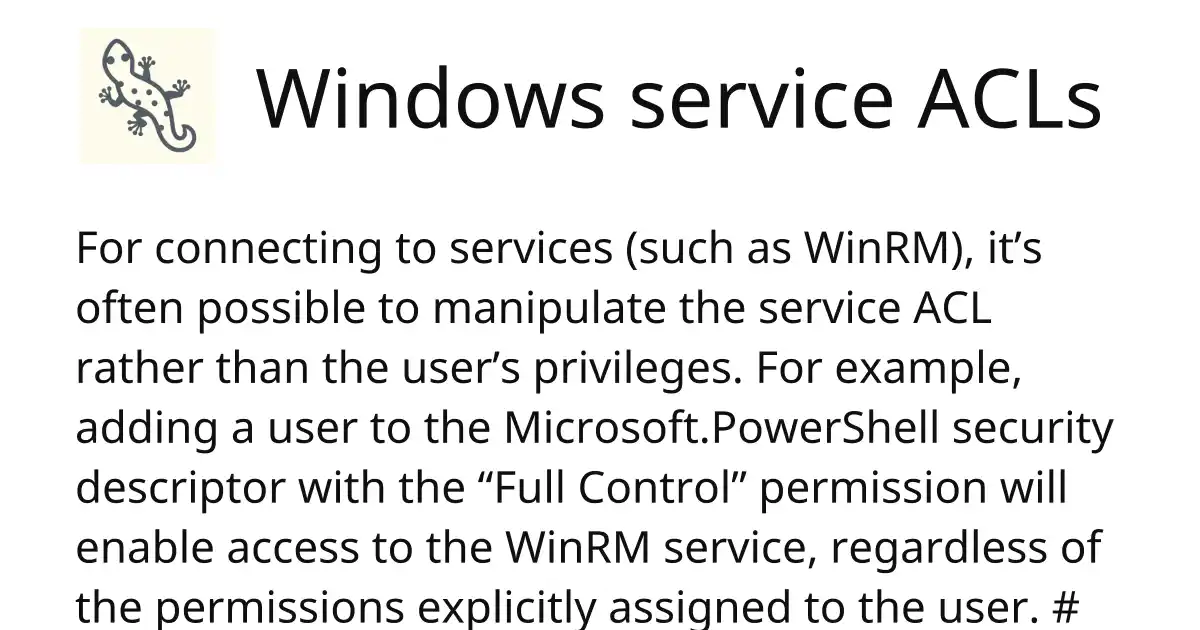 Windows service ACLs
For connecting to services (such as WinRM), it’s
often possible to manipulate the service ACL
rather than the user’s privileges. For example,
adding a user to the Microsoft.PowerShell security
descriptor with the “Full Control” permission will
enable access to the WinRM service, regardless of
the permissions explicitly assigned to the user. #